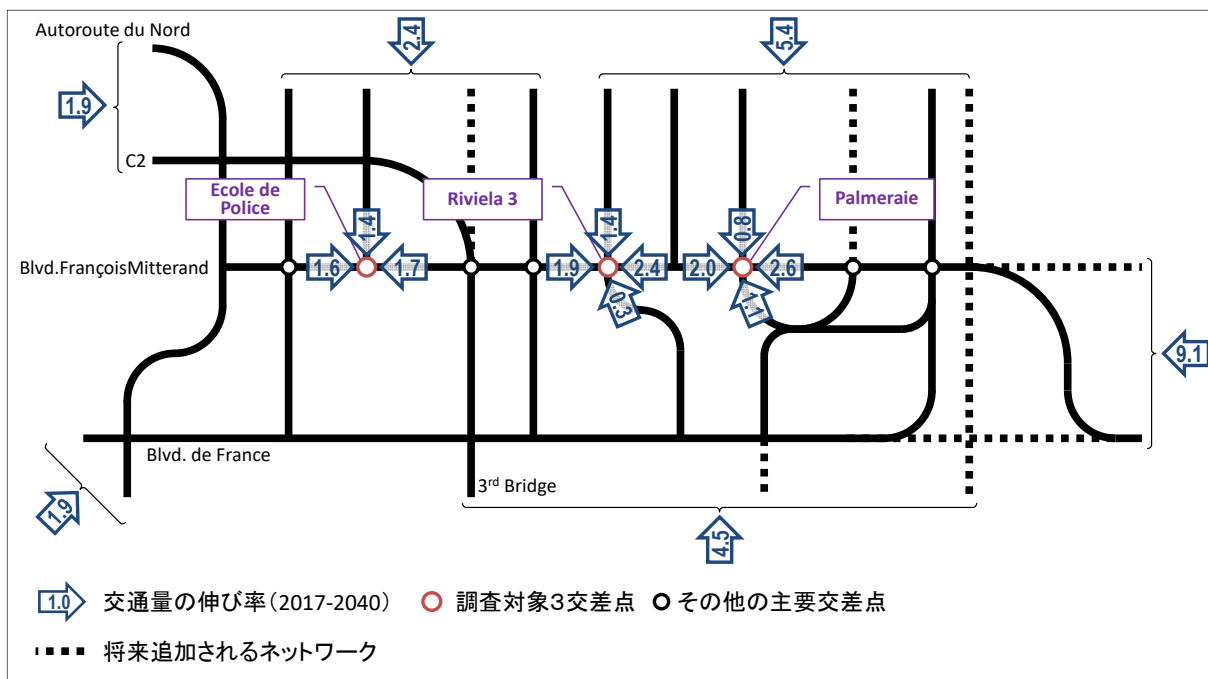 Autoroute du Nord
2.4
5.4
1.9
C2
Ecole de
Police
Riviela 3
Palmeraie
1.4
1.4
0.8
Blvd.FrançoisMitterand
1.6
1.7
1.9
2.4
2.0
2.6
0.3
1.1
9.1
Blvd. de France
3rd Bridge
1.9
4.5
1.0 交通量の伸び率(2017-2040) 調査対象3交差点 その他の主要交差点
将来追加されるネットワーク